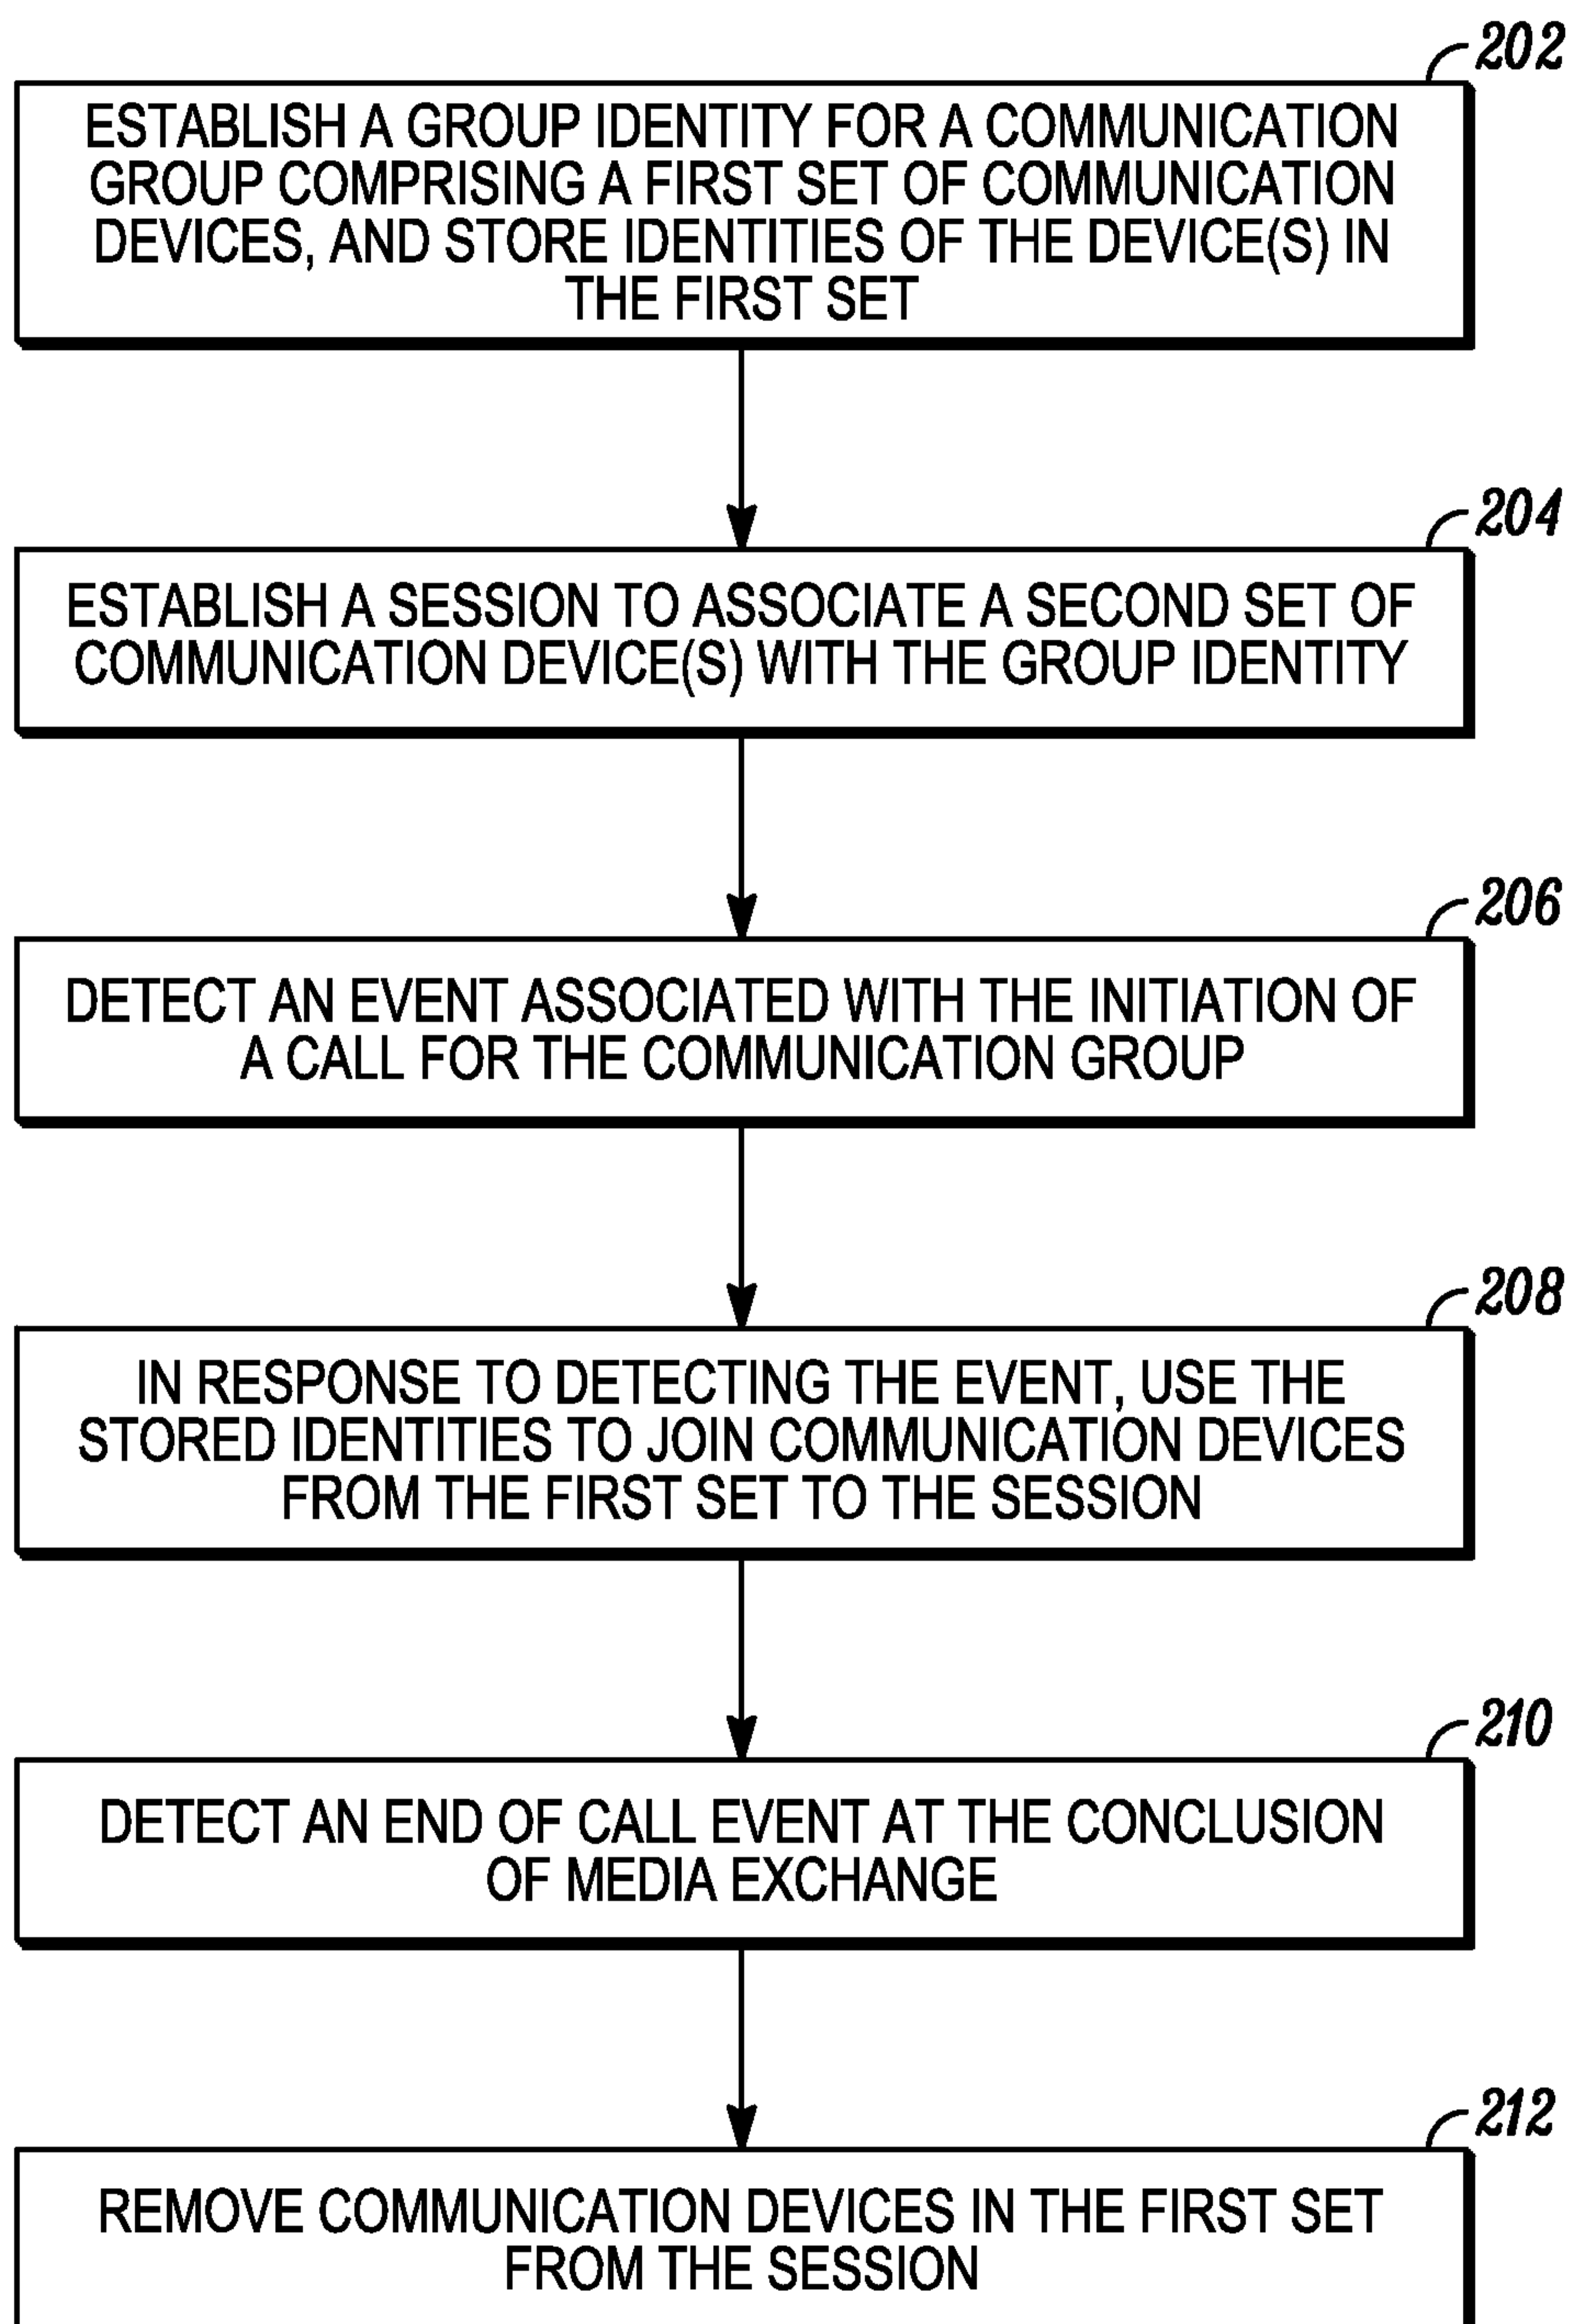 202
ESTABLISH A GROUP IDENTITY FOR A COMMUNICATION
GROUP COMPRISING A FIRST SET OF COMMUNICATION
DEVICES, AND STORE IDENTITIES OF THE DEVICE(S) IN
THE FIRST SET
204
ESTABLISH A SESSION TO ASSOCIATE A SECOND SET OF
COMMUNICATION DEVICE(S) WITH THE GROUP IDENTITY
206
DETECT AN EVENT ASSOCIATED WITH THE INITIATION OF
A CALL FOR THE COMMUNICATION GROUP
208
IN RESPONSE TO DETECTING THE EVENT, USE THE
STORED IDENTITIES TO JOIN COMMUNICATION DEVICES
FROM THE FIRST SET TO THE SESSION
210
DETECT AN END OF CALL EVENT AT THE CONCLUSION
OF MEDIA EXCHANGE
212
REMOVE COMMUNICATION DEVICES IN THE FIRST SET
FROM THE SESSION